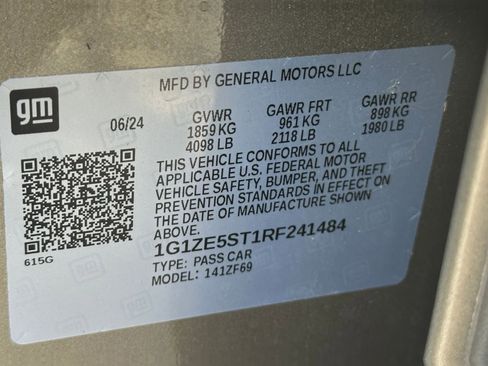 MFD BY GENERAL MOTORS LLC
gm
06/24 GVWR GAWR FRT GAWR RR
1859 KG 961 KG 898 KG
4098 LB 2118 LB 1980 LB
THIS VEHICLE CONFORMS TO ALL
APPLICABLE U.S. FEDERAL MOTOR
VEHICLE SAFETY, BUMPER, AND THEFT
PREVENTION STANDARDS IN EFFECT ON
THE DATE OF MANUFACTURE SHOWN
ABOVE.
1G1ZE5ST1RF241484
615G
TYPE: PASS CAR
MODEL: 141ZF69